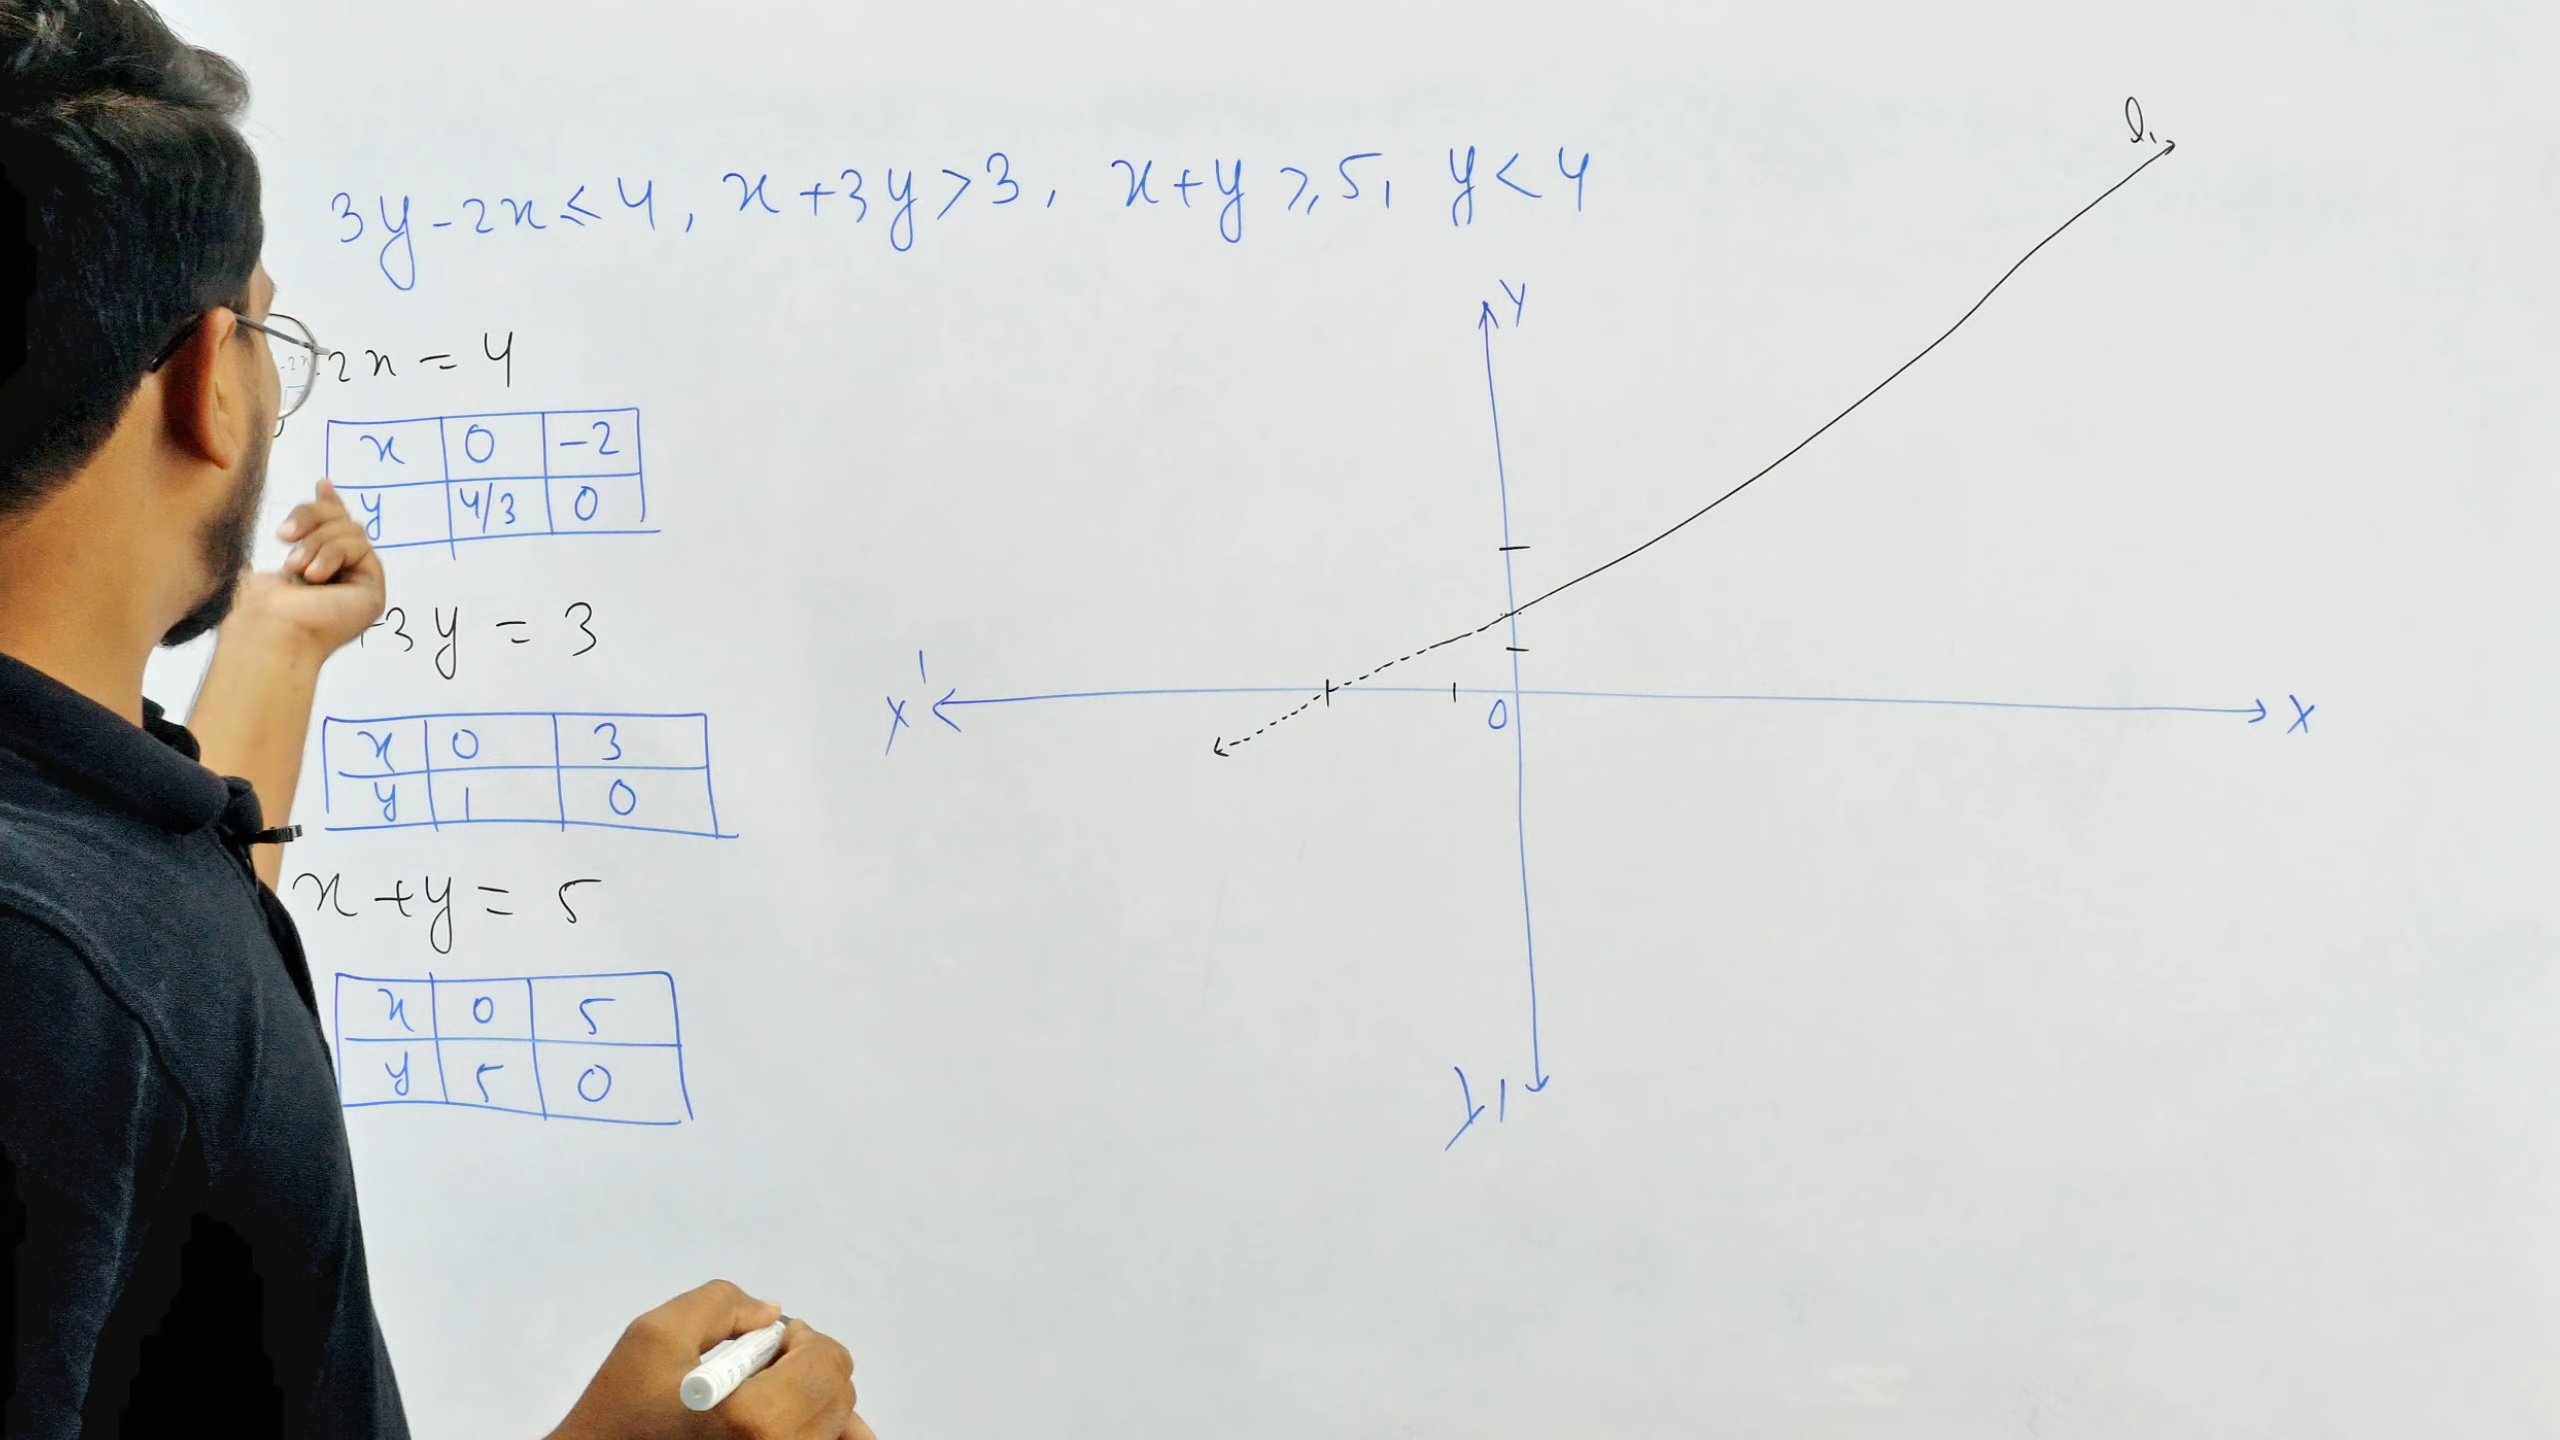 3y-2x≤4, x+3y>3, x+y≥5, y<4
2x = 4
x 0 -2
y 4/3 0
+3y = 3
x 0 3
y 1 0
x+y = 5
x 0 5
y 5 0
l₁
Y
X'
O
X
Y'